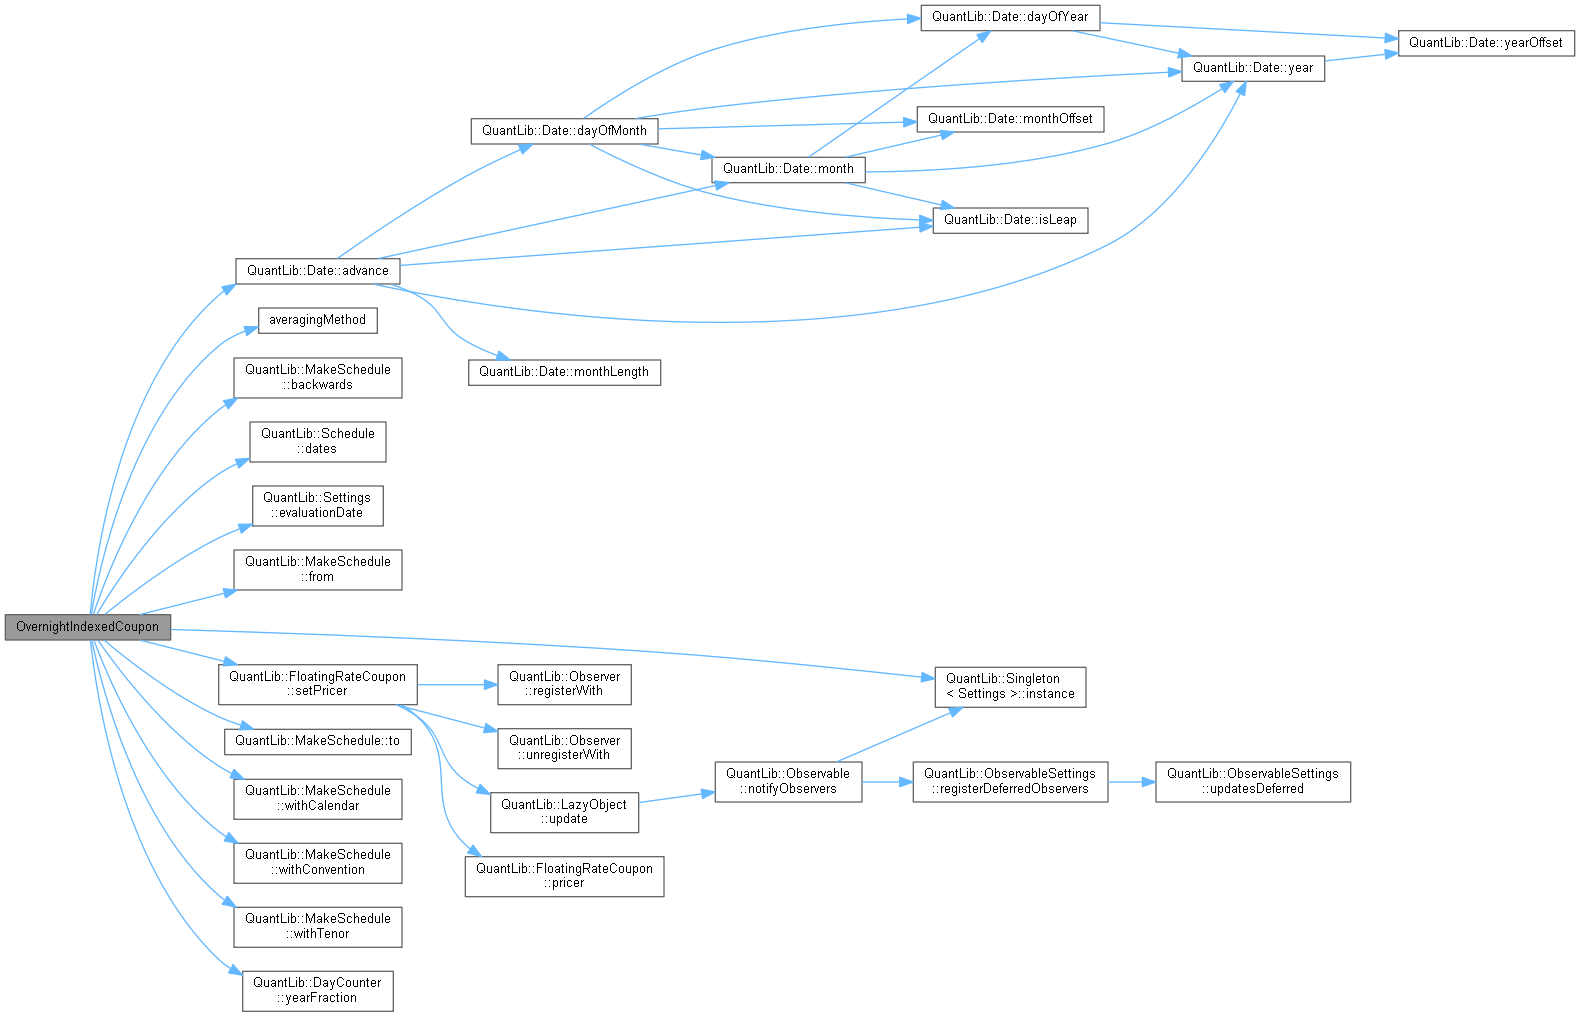 QuantLib::Date::dayOfYear
QuantLib::Date::yearOffset
QuantLib::Date::year
QuantLib::Date::monthOffset
QuantLib::Date::dayOfMonth
QuantLib::Date::month
QuantLib::Date::isLeap
QuantLib::Date::advance
averagingMethod
QuantLib::Date::monthLength
QuantLib::MakeSchedule
::backwards
QuantLib::Schedule
::dates
QuantLib::Settings
::evaluationDate
QuantLib::MakeSchedule
::from
OvernightIndexedCoupon
QuantLib::FloatingRateCoupon
::setPricer
QuantLib::Observer
::registerWith
QuantLib::Singleton
< Settings >::instance
QuantLib::MakeSchedule::to
QuantLib::Observer
::unregisterWith
QuantLib::Observable
::notifyObservers
QuantLib::ObservableSettings
::registerDeferredObservers
QuantLib::ObservableSettings
::updatesDeferred
QuantLib::MakeSchedule
::withCalendar
QuantLib::LazyObject
::update
QuantLib::MakeSchedule
::withConvention
QuantLib::FloatingRateCoupon
::pricer
QuantLib::MakeSchedule
::withTenor
QuantLib::DayCounter
::yearFraction